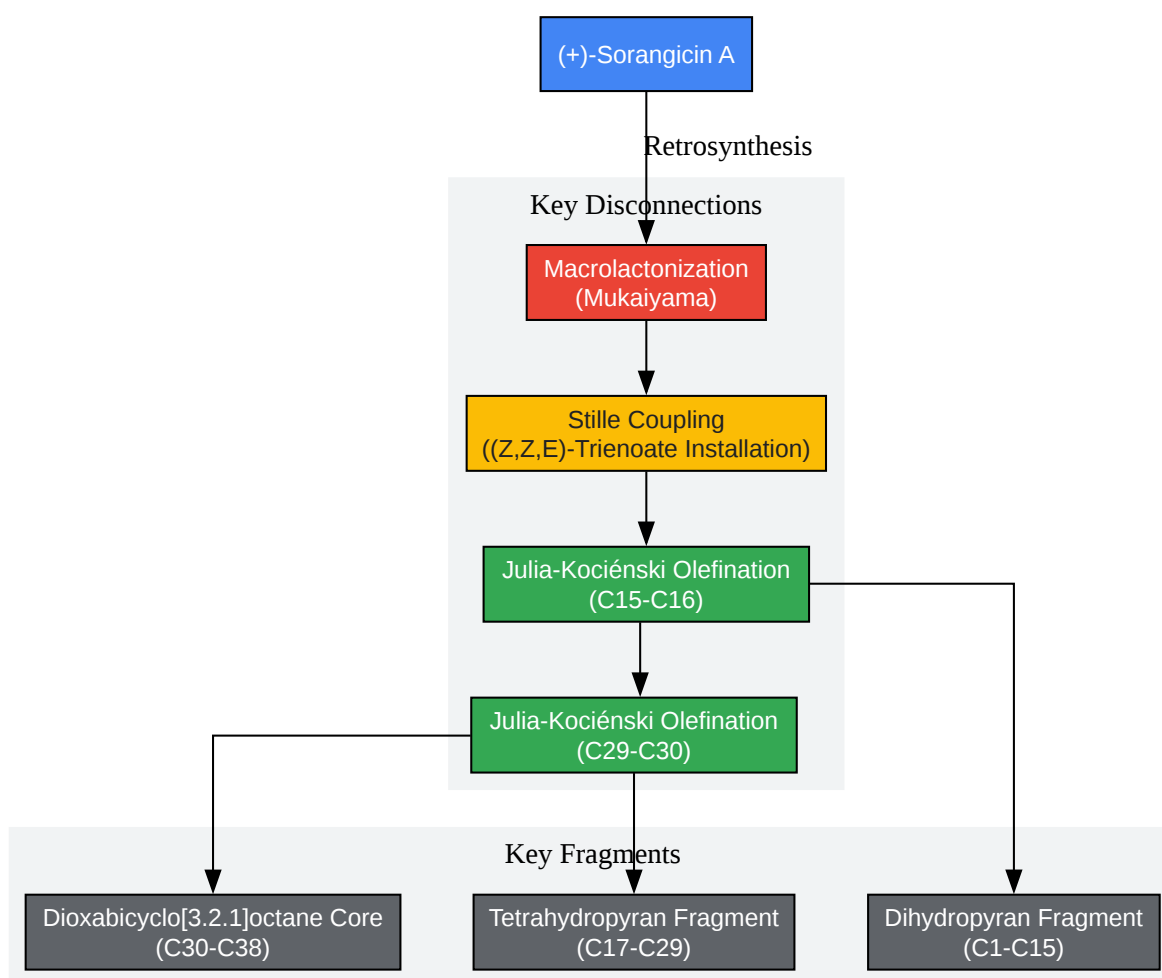 (+)-Sorangicin A
Retrosynthesis
Key Disconnections
Macrolactonization
(Mukaiyama)
Stille Coupling
((Z,Z,E)-Trienoate Installation)
Julia-Kociénski Olefination
(C15-C16)
Julia-Kociénski Olefination
(C29-C30)
Key Fragments
Dioxabicyclo[3.2.1]octane Core
(C30-C38)
Tetrahydropyran Fragment
(C17-C29)
Dihydropyran Fragment
(C1-C15)